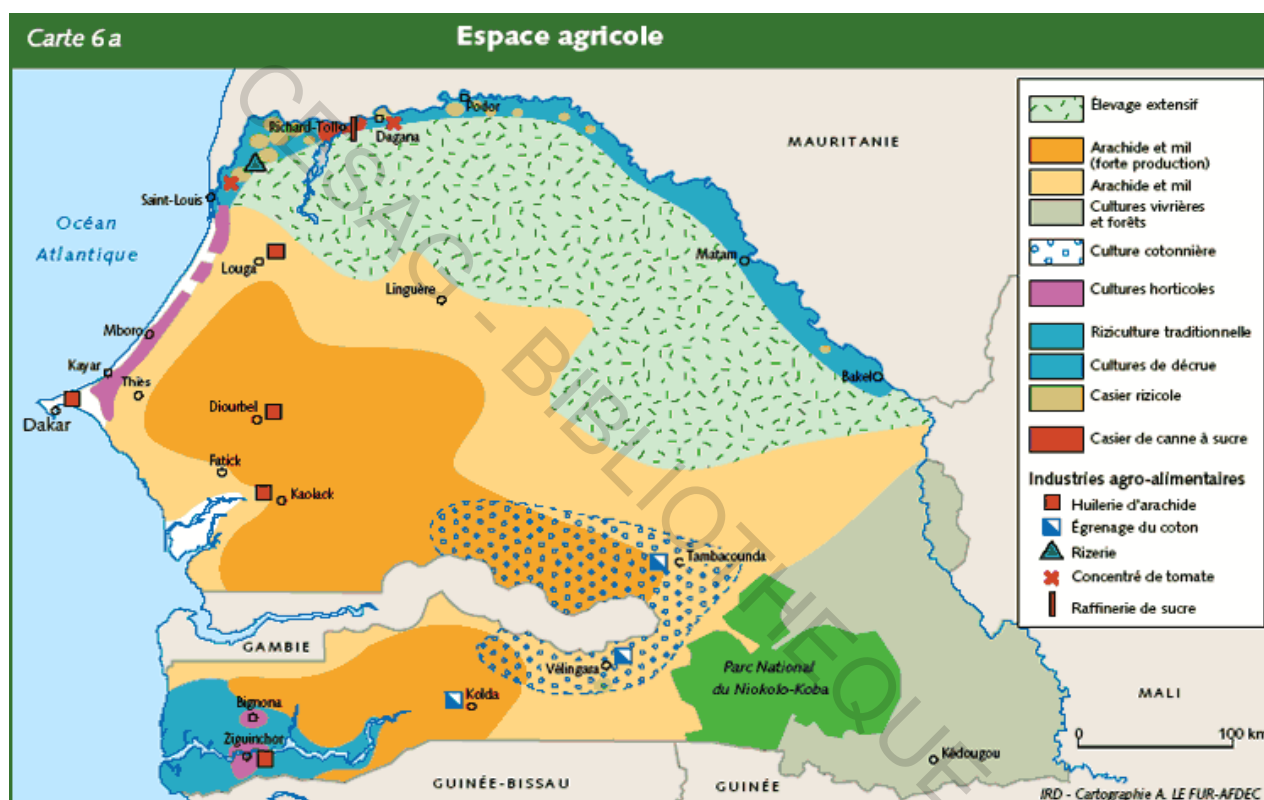 Carte 6 a
Espace agricole
Podor
Richard-Toll
Dagana
MAURITANIE
Saint-Louis
Océan
Atlantique
Louga
Matam
Linguère
Mboro
Kayar
Thiès
Bakel
Diourbel
Dakar
Fatick
Kaolack
Tambacounda
GAMBIE
Vélingara
Parc National
du Niokolo-Koba
Kolda
Bignona
Ziguinchor
MALI
Kédougou
GUINÉE-BISSAU
GUINÉE
0 100 km
IRD - Cartographie A. LE FUR-AFDEC
Élevage extensif
Arachide et mil
(forte production)
Arachide et mil
Cultures vivrières
et forêts
Culture cotonnière
Cultures horticoles
Riziculture traditionnelle
Cultures de décrue
Casier rizicole
Casier de canne à sucre
Industries agro-alimentaires
Huilerie d'arachide
Égrenage du coton
Rizerie
Concentré de tomate
Raffinerie de sucre
CESAG - BIBLIOTHEQUE